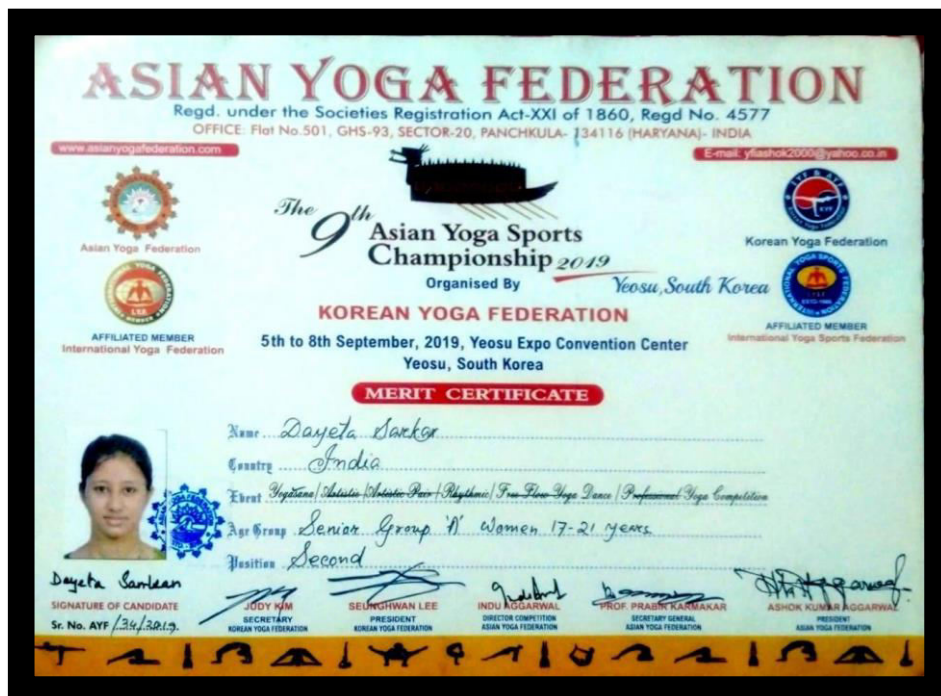 ASIAN YOGA FEDERATION
Regd. under the Societies Registration Act-XXI of 1860, Regd No. 4577
OFFICE: Flat No.501, GHS-93, SECTOR-20, PANCHKULA- 134116 (HARYANA)- INDIA
www.asianyogafederation.com
E-mail: yfiashok2000@yahoo.co.in
Asian Yoga Federation
Korean Yoga Federation
The 9th Asian Yoga Sports
Championship 2019
Organised By
Yeosu,South Korea
KOREAN YOGA FEDERATION
AFFILIATED MEMBER
International Yoga Federation
AFFILIATED MEMBER
International Yoga Sports Federation
5th to 8th September, 2019, Yeosu Expo Convention Center
Yeosu, South Korea
MERIT CERTIFICATE
Name Dayeta Sarkar
Country India
Event Yogasana/Artistic/Artistic Pair/Rhythmic/Free Flow Yoga Dance/Professional Yoga Competition
Age Group Senior Group 'A' Women 17-21 years
Position Second
SIGNATURE OF CANDIDATE
Sr. No. AYF /34/2019
JUDY KIM
SECRETARY
KOREAN YOGA FEDERATION
SEUNGHWAN LEE
PRESIDENT
KOREAN YOGA FEDERATION
INDU AGGARWAL
DIRECTOR COMPETITION
ASIAN YOGA FEDERATION
PROF. PRABIR KARMAKAR
SECRETARY GENERAL
ASIAN YOGA FEDERATION
ASHOK KUMAR AGGARWAL
PRESIDENT
ASIAN YOGA FEDERATION